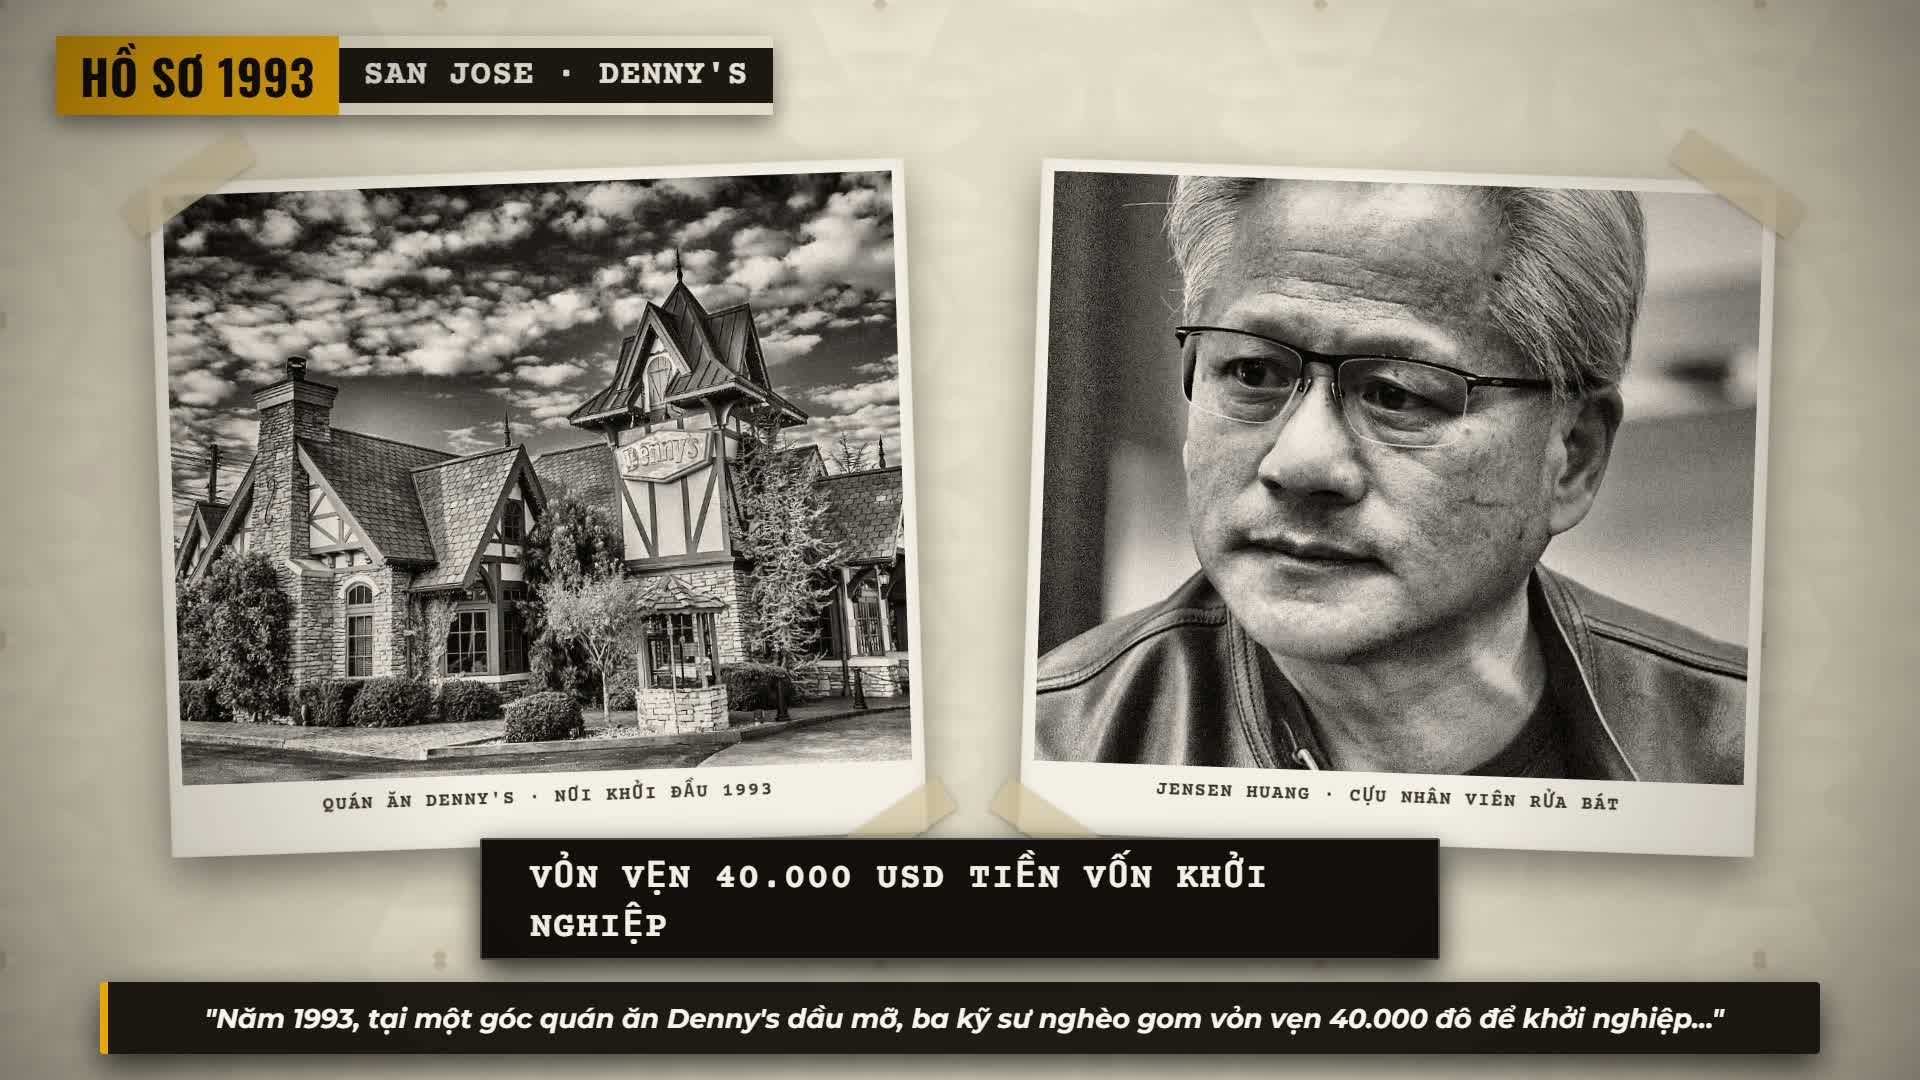 HỒ SƠ 1993
SAN JOSE · DENNY'S
Denny's
QUÁN ĂN DENNY'S · NƠI KHỞI ĐẦU 1993
JENSEN HUANG · CỰU NHÂN VIÊN RỬA BÁT
VỎN VẸN 40.000 USD TIỀN VỐN KHỞI
NGHIỆP
"Năm 1993, tại một góc quán ăn Denny's dầu mỡ, ba kỹ sư nghèo gom vỏn vẹn 40.000 đô để khởi nghiệp..."